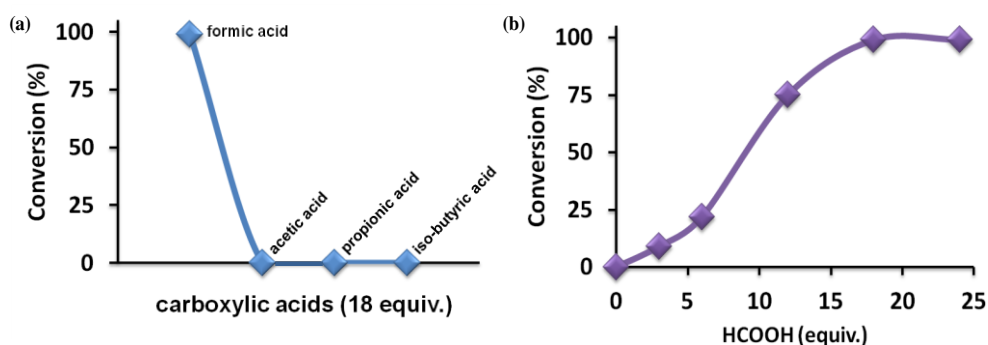 (a)
100
75
50
25
0
Conversion (%)
formic acid
acetic acid
propionic acid
iso-butyric acid
carboxylic acids (18 equiv.)
(b)
100
75
50
25
0
Conversion (%)
0 5 10 15 20 25
HCOOH (equiv.)